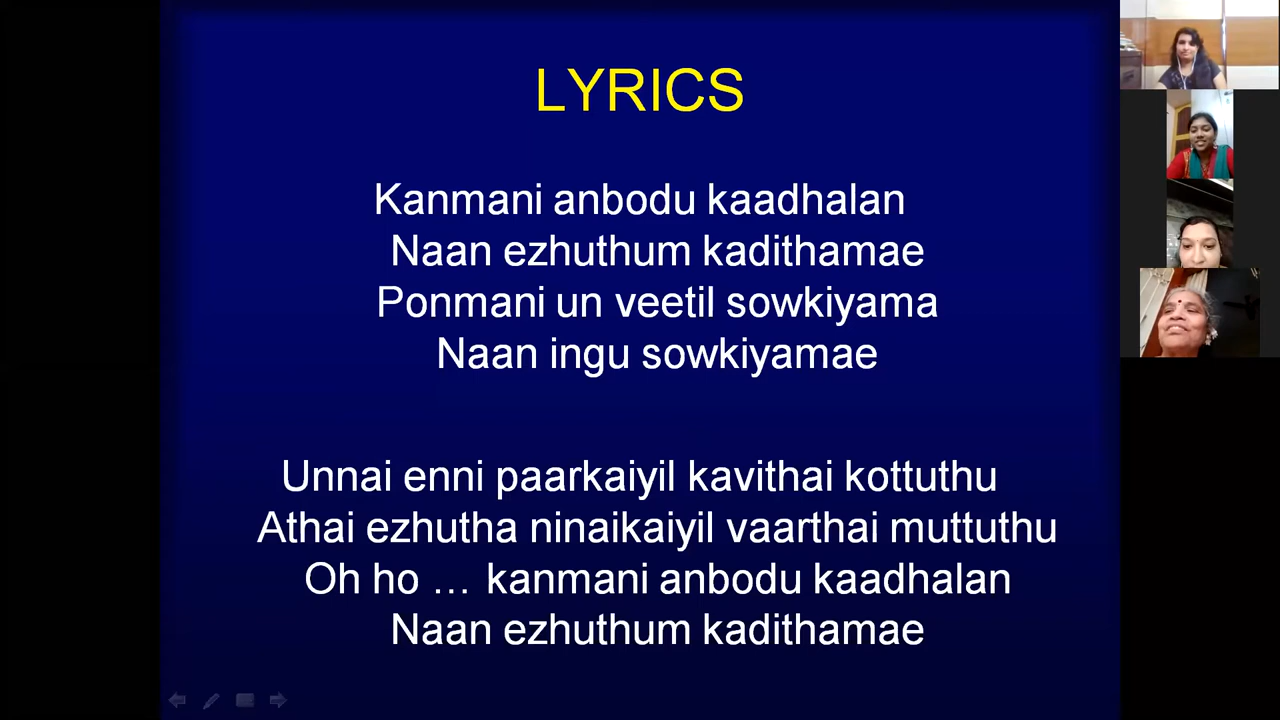 LYRICS
Kanmani anbodu kaadhalan
Naan ezhuthum kadithamae
Ponmani un veetil sowkiyama
Naan ingu sowkiyamae
Unnai enni paarkaiyil kavithai kottuthu
Athai ezhutha ninaikaiyil vaarthai muttuthu
Oh ho … kanmani anbodu kaadhalan
Naan ezhuthum kadithamae